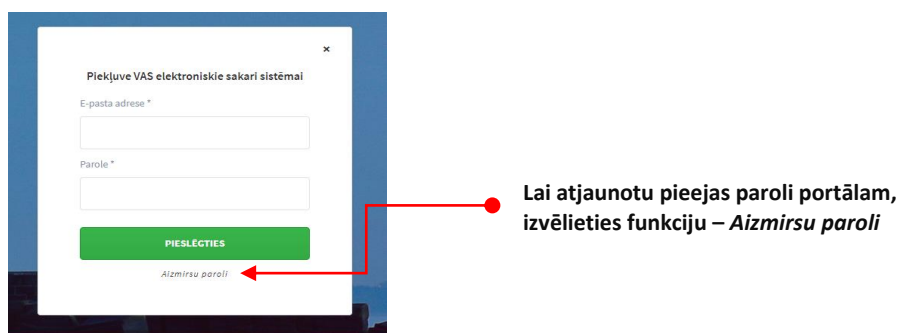 ×
Piekļuve VAS elektroniskie sakari sistēmai
E-pasta adrese *
Parole *
PIESLĒGTIES
Aizmirsu paroli
Lai atjaunotu pieejas paroli portālam,
izvēlieties funkciju – Aizmirsu paroli